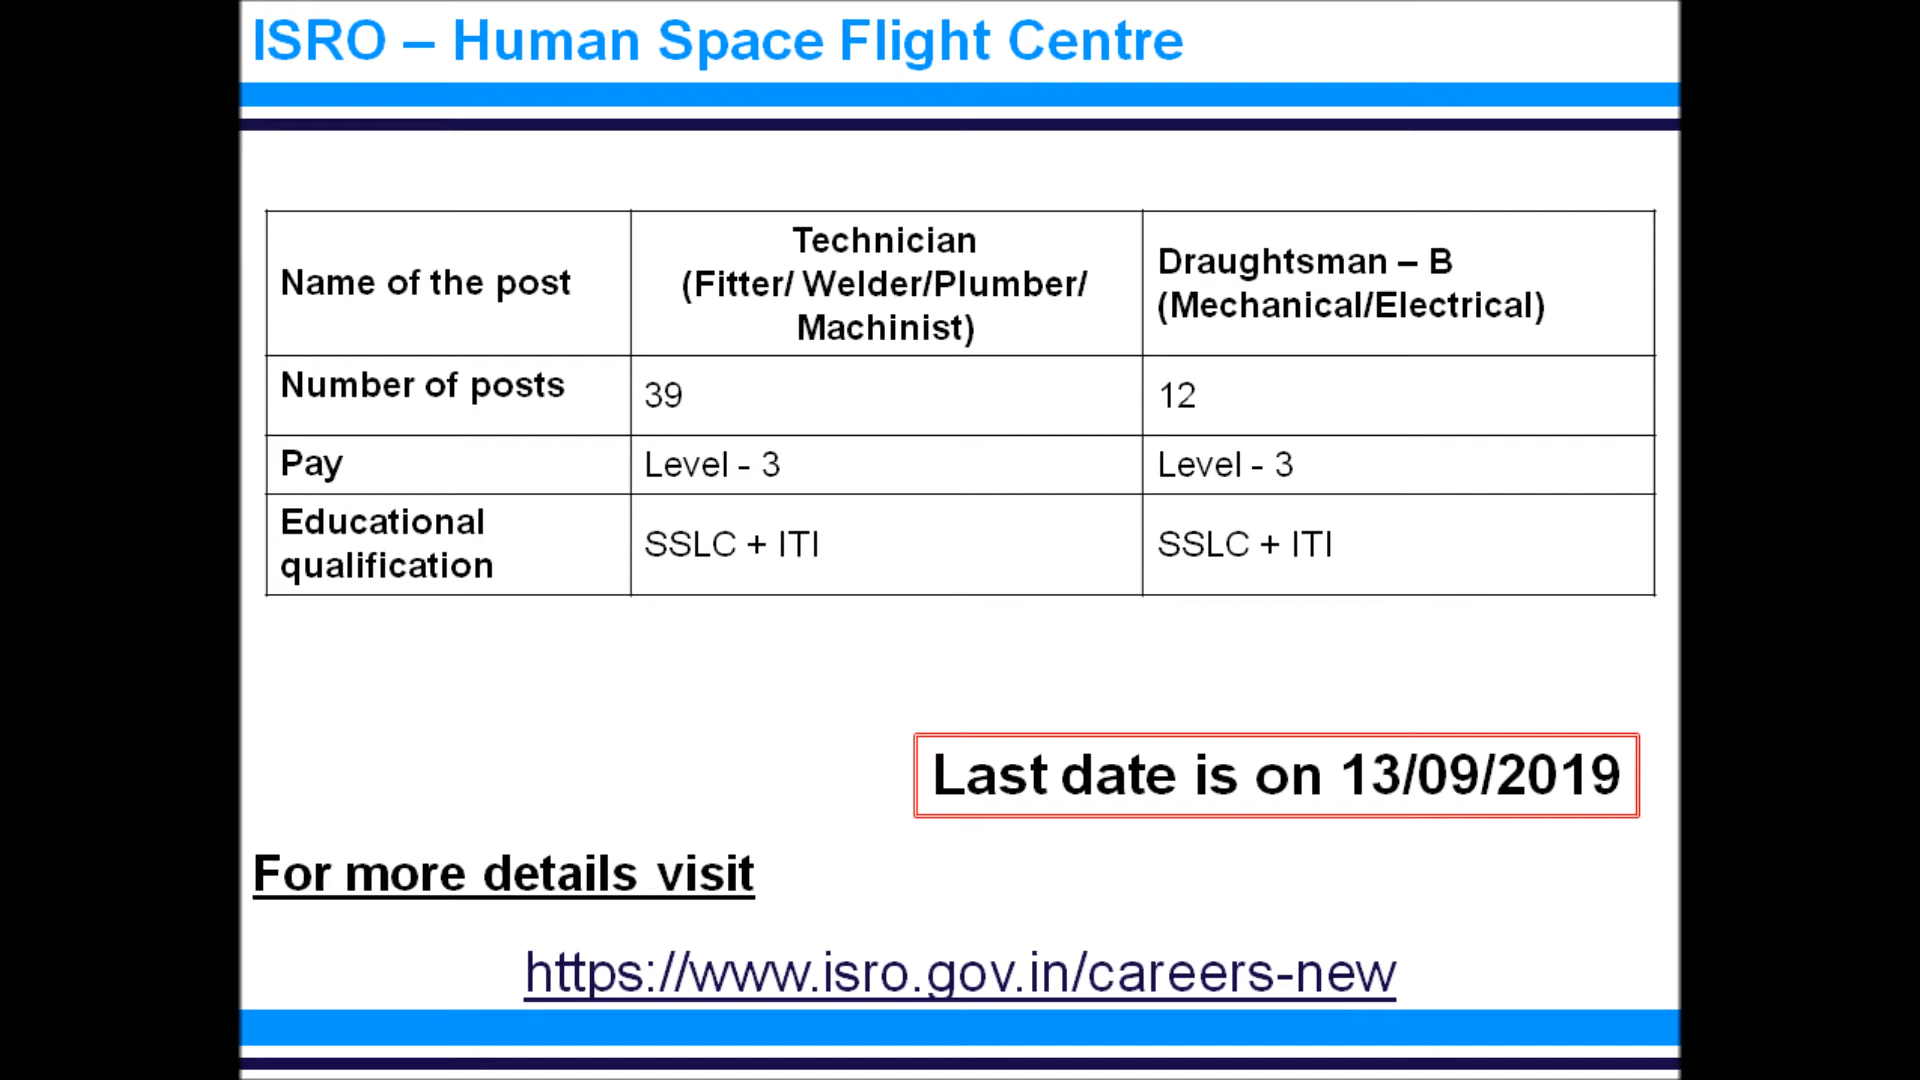 ISRO – Human Space Flight Centre
Name of the post
Technician
(Fitter/ Welder/Plumber/
Machinist)
Draughtsman – B
(Mechanical/Electrical)
Number of posts
39
12
Pay
Level - 3
Level - 3
Educational
qualification
SSLC + ITI
SSLC + ITI
Last date is on 13/09/2019
For more details visit
https://www.isro.gov.in/careers-new